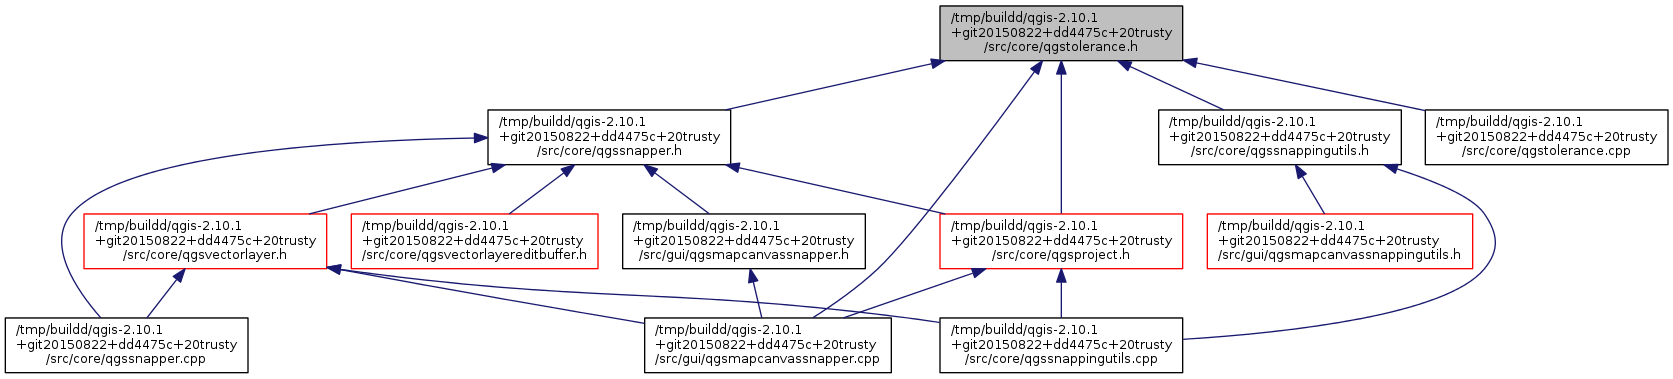 /tmp/buildd/qgis-2.10.1
+git20150822+dd4475c+20trusty
/src/core/qgstolerance.h
/tmp/buildd/qgis-2.10.1
+git20150822+dd4475c+20trusty
/src/core/qgssnapper.h
/tmp/buildd/qgis-2.10.1
+git20150822+dd4475c+20trusty
/src/core/qgssnappingutils.h
/tmp/buildd/qgis-2.10.1
+git20150822+dd4475c+20trusty
/src/core/qgstolerance.cpp
/tmp/buildd/qgis-2.10.1
+git20150822+dd4475c+20trusty
/src/core/qgsvectorlayer.h
/tmp/buildd/qgis-2.10.1
+git20150822+dd4475c+20trusty
/src/core/qgsvectorlayereditbuffer.h
/tmp/buildd/qgis-2.10.1
+git20150822+dd4475c+20trusty
/src/gui/qgsmapcanvassnapper.h
/tmp/buildd/qgis-2.10.1
+git20150822+dd4475c+20trusty
/src/core/qgsproject.h
/tmp/buildd/qgis-2.10.1
+git20150822+dd4475c+20trusty
/src/gui/qgsmapcanvassnappingutils.h
/tmp/buildd/qgis-2.10.1
+git20150822+dd4475c+20trusty
/src/core/qgssnapper.cpp
/tmp/buildd/qgis-2.10.1
+git20150822+dd4475c+20trusty
/src/gui/qgsmapcanvassnapper.cpp
/tmp/buildd/qgis-2.10.1
+git20150822+dd4475c+20trusty
/src/core/qgssnappingutils.cpp